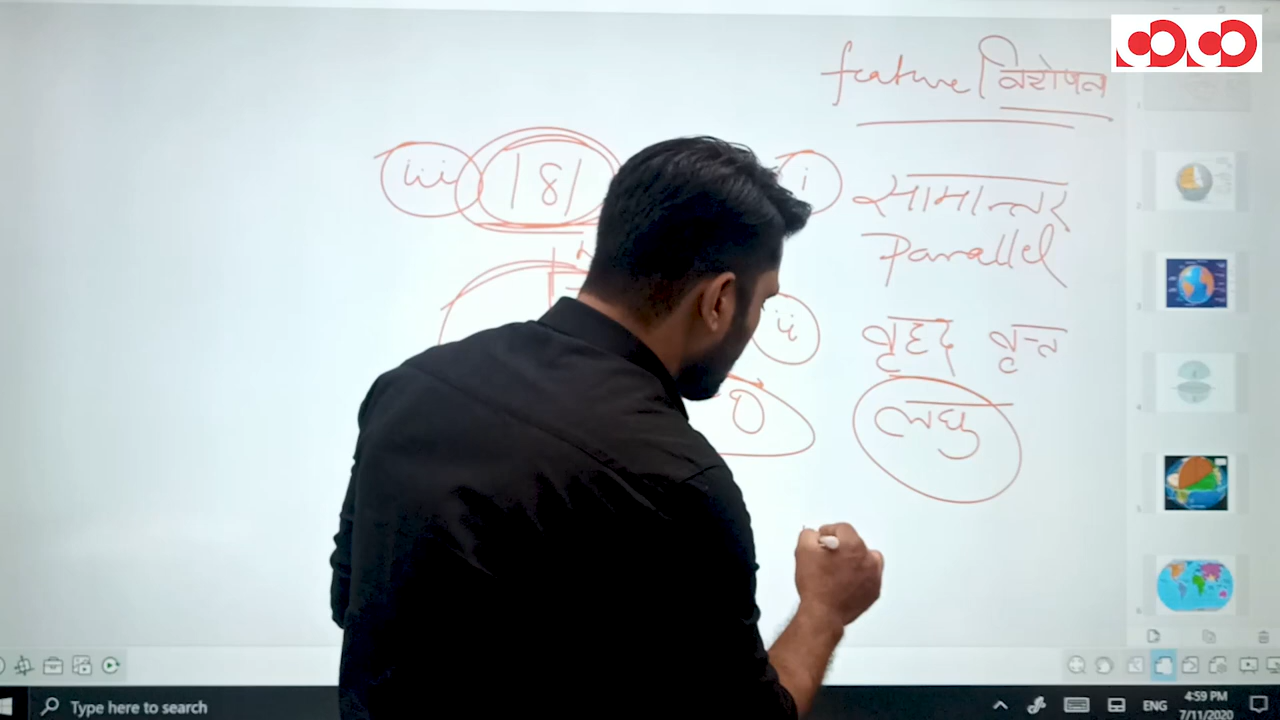 feature विशेषता
iii 181 i सामान्तर
Parallel
ii वृहद वृत्त
0 लघु
Type here to search
ENG
4:59 PM
7/11/2020